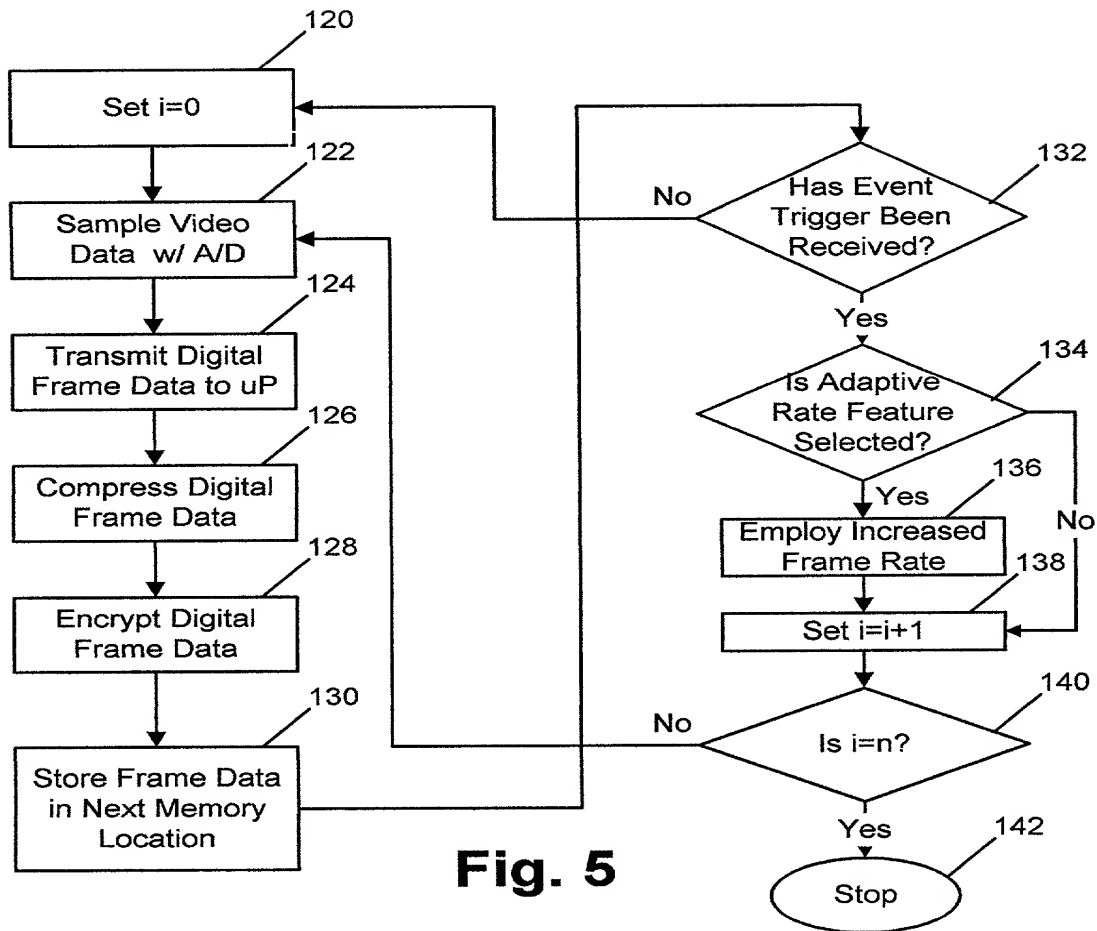 120
Set i=0
122
Sample Video
Data w/ A/D
124
Transmit Digital
Frame Data to uP
126
Compress Digital
Frame Data
128
Encrypt Digital
Frame Data
130
Store Frame Data
in Next Memory
Location
132
Has Event
Trigger Been
Received?
No
Yes
134
Is Adaptive
Rate Feature
Selected?
Yes
No
136
Employ Increased
Frame Rate
138
Set i=i+1
140
Is i=n?
No
Yes
142
Stop
Fig. 5